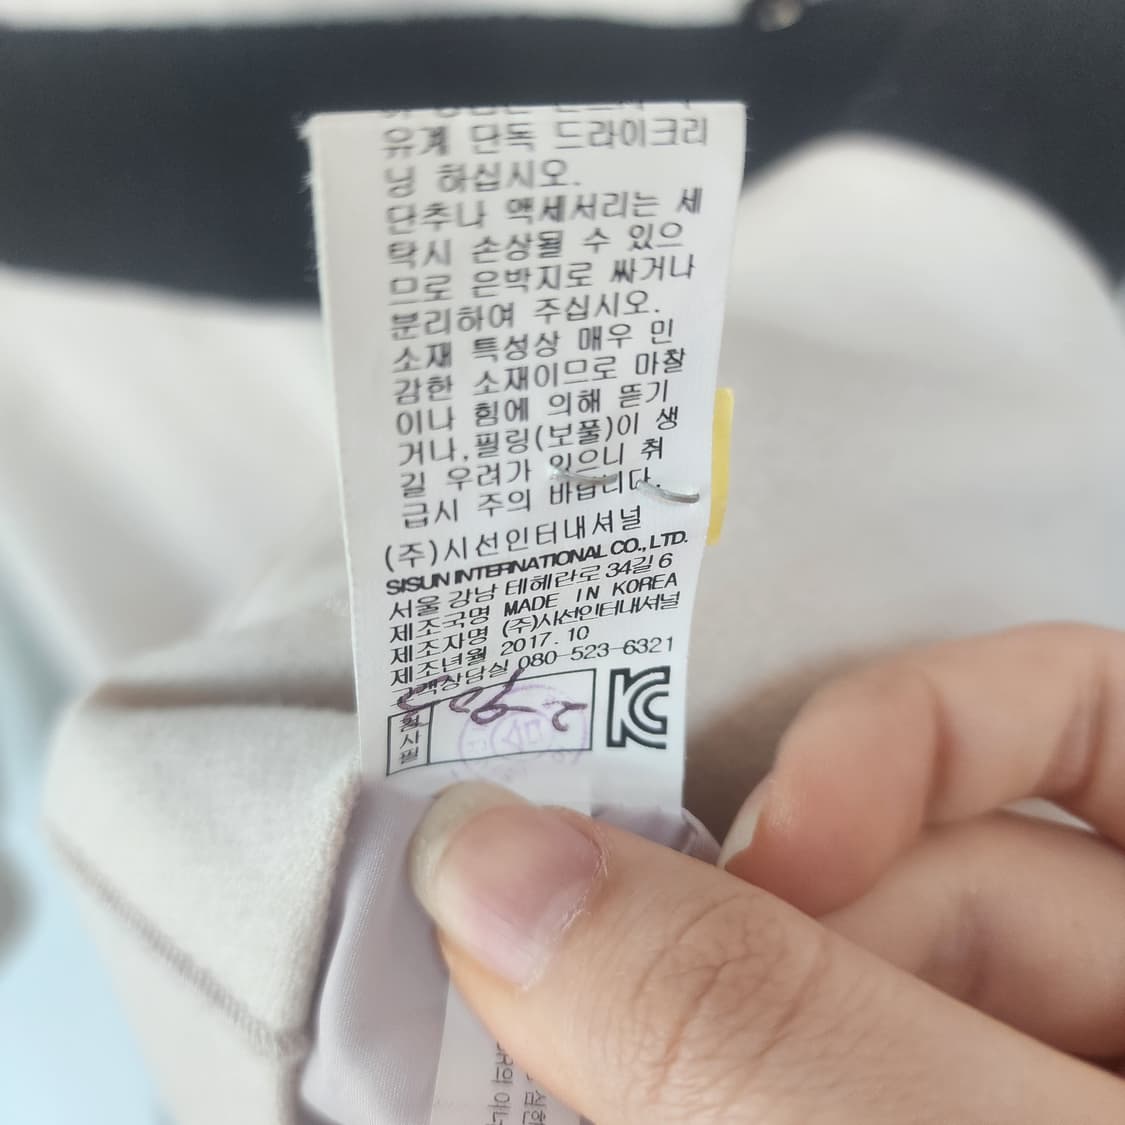 유계 단독 드라이크리
닝 하십시오.
단추나 액세서리는 세
탁시 손상될 수 있으
므로 은박지로 싸거나
분리하여 주십시오.
소재 특성상 매우 민
감한 소재이므로 마찰
이나 힘에 의해 뜯기
거나,필링(보풀)이 생
길 우려가 있으니 취
급시 주의 바랍니다.
(주)시선인터내셔널
SISUN INTERNATIONAL CO., LTD.
서울 강남 테헤란로 34길 6
제조국명 MADE IN KOREA
제조자명 (주)시선인터내셔널
제조년월 2017. 10
고객상담실 080-523-6321
검사필
KC